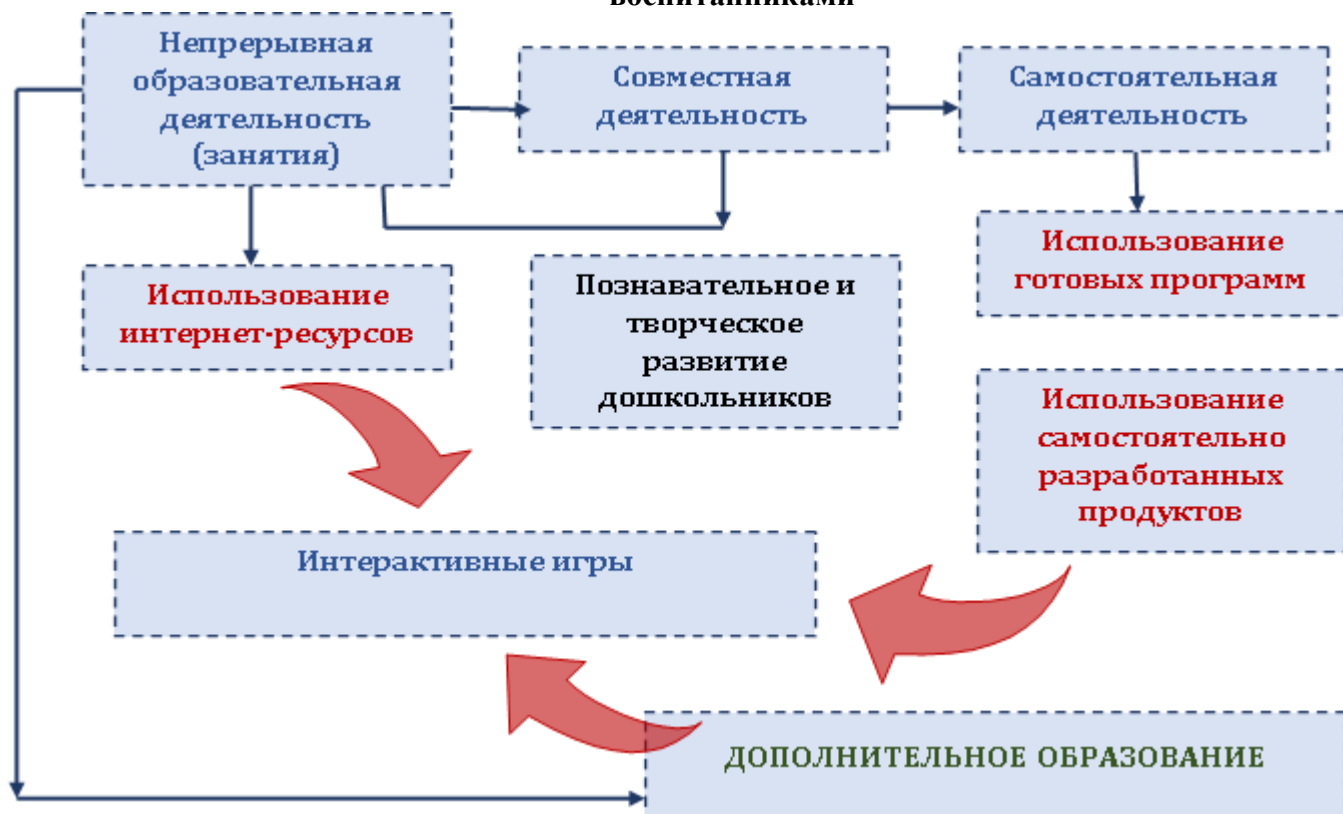 воспитанниками
Непрерывная
образовательная
деятельность
(занятия)
Совместная
деятельность
Самостоятельная
деятельность
Использование
интернет-ресурсов
Познавательное и
творческое
развитие
дошкольников
Использование
готовых программ
Использование
самостоятельно
разработанных
продуктов
Интерактивные игры
ДОПОЛНИТЕЛЬНОЕ ОБРАЗОВАНИЕ